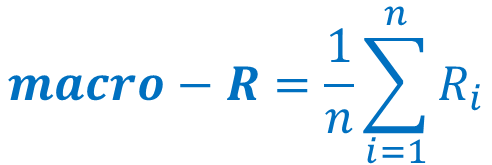 macro − R = 1/n ∑_{i=1}^{n} R_i